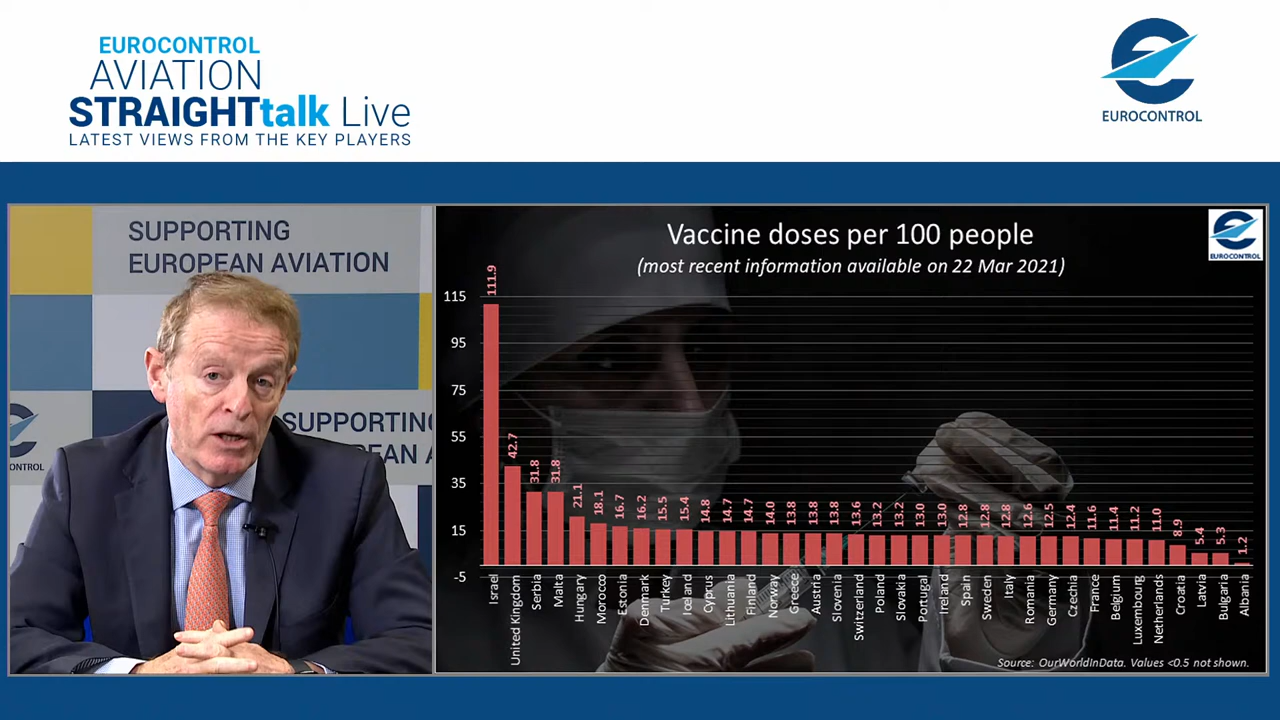 EUROCONTROL
AVIATION
STRAIGHTtalk Live
LATEST VIEWS FROM THE KEY PLAYERS
EUROCONTROL
SUPPORTING
EUROPEAN AVIATION
SUPPORTING
EAN A
CONTROL
Vaccine doses per 100 people
(most recent information available on 22 Mar 2021)
EUROCONTROL
115
95
75
55
35
15
-5
111.9
42.7
31.8
31.8
21.1
18.1
16.7
16.2
15.5
15.4
14.8
14.7
14.7
14.0
13.8
13.8
13.8
13.6
13.2
13.2
13.0
13.0
12.8
12.8
12.8
12.6
12.5
12.4
11.6
11.4
11.2
11.0
8.9
5.4
5.3
1.2
Israel
United Kingdom
Serbia
Malta
Hungary
Morocco
Estonia
Denmark
Turkey
Iceland
Cyprus
Lithuania
Finland
Norway
Greece
Austria
Slovenia
Switzerland
Poland
Slovakia
Portugal
Ireland
Spain
Sweden
Italy
Romania
Germany
Czechia
France
Belgium
Luxembourg
Netherlands
Croatia
Latvia
Bulgaria
Albania
Source: OurWorldInData. Values <0.5 not shown.